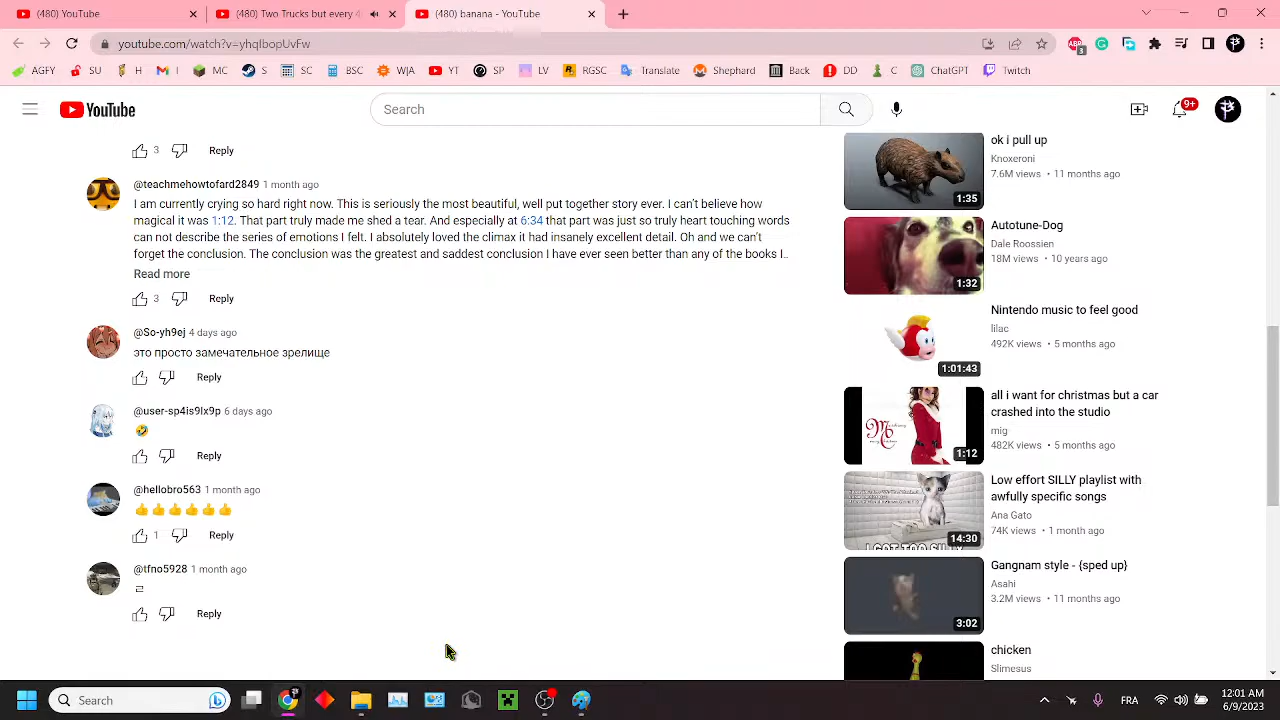 (480) YouTube
(480) Two Trucks but every
(480) banana - YouTube
youtube.com/watch?v=yhqIbopUvFw
3
AGFY
SU
H
I
MC
S
SC
BSC
W|A
YT
SP
LY
RGSC
Translate
Shephard
Back
DD
C
ChatGPT
Twitch
YouTube
Search
9+
3
Reply
@teachmehowtofard2849 1 month ago
I am currently crying so hard right now. This is seriously the most beautiful, well put together story ever. I can't believe how
magical it was 1:12. That part truly made me shed a tear. And especially at 6:34 that part was just so truly heart touching words
can not describe the series of emotions I felt. I absolutely loved the climax it had insanely excellent detail. Oh and we can't
forget the conclusion. The conclusion was the greatest and saddest conclusion I have ever seen better than any of the books I...
Read more
3
Reply
@So-yh9ej 4 days ago
это просто замечательное зрелище
Reply
@user-sp4is9lx9p 6 days ago
🤣
Reply
@hellobro563 1 month ago
1
Reply
@rfno5928 1 month ago
Reply
ok i pull up
Knoxeroni
7.6M views • 11 months ago
1:35
Autotune-Dog
Dale Roossien
18M views • 10 years ago
1:32
Nintendo music to feel good
lilac
492K views • 5 months ago
1:01:43
all i want for christmas but a car
crashed into the studio
mig
482K views • 5 months ago
1:12
Low effort SILLY playlist with
awfully specific songs
Ana Gato
74K views • 1 month ago
14:30
Gangnam style - {sped up}
Asahi
3.2M views • 11 months ago
3:02
chicken
Slimesus
Search
FRA
12:01 AM
6/9/2023